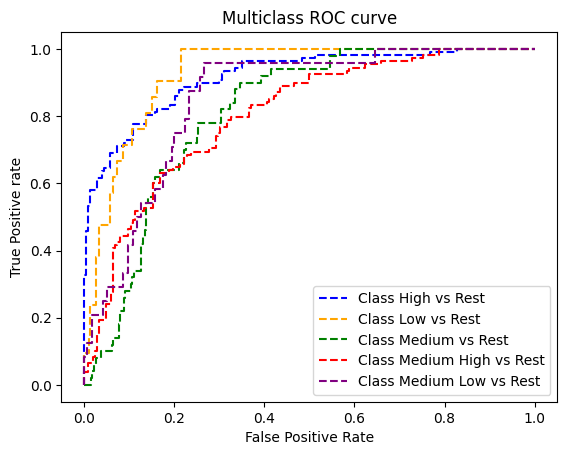 Multiclass ROC curve
True Positive rate
1.0
0.8
0.6
0.4
0.2
0.0
Class High vs Rest
Class Low vs Rest
Class Medium vs Rest
Class Medium High vs Rest
Class Medium Low vs Rest
0.0 0.2 0.4 0.6 0.8 1.0
False Positive Rate